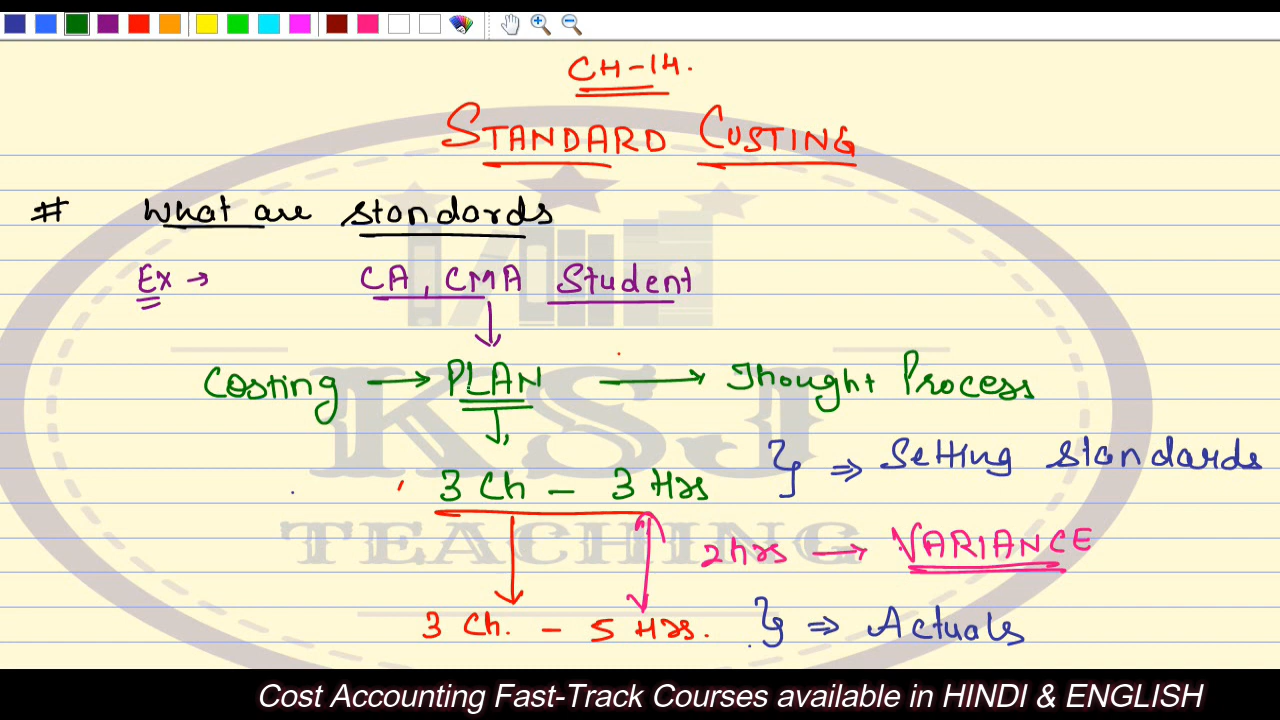 CH-14.
STANDARD COSTING
# What are standards
Ex → CA, CMA Student
Costing → PLAN → Thought Process
3 Ch - 3 Hrs } ⇒ Setting standards
2 hrs → VARIANCE
3 Ch. - 5 Hrs. } ⇒ Actuals
KSJ
TEACHING
Cost Accounting Fast-Track Courses available in HINDI & ENGLISH